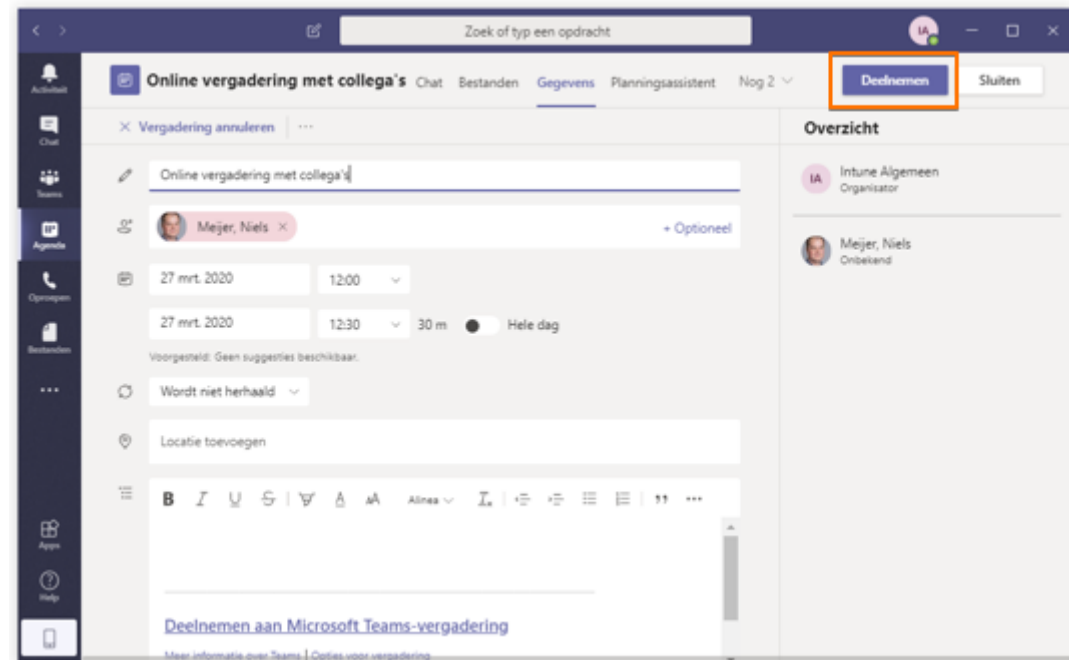 Zoek of typ een opdracht
IA
Activiteit
Chat
Teams
Agenda
Oproepen
Bestanden
Apps
Help
Online vergadering met collega's Chat Bestanden Gegevens Planningsassistent Nog 2 Deelnemen Sluiten
Vergadering annuleren
Online vergadering met collega's
Meijer, Niels + Optioneel
27 mrt. 2020 12:00
27 mrt. 2020 12:30 30 m Hele dag
Voorgesteld: Geen suggesties beschikbaar.
Wordt niet herhaald
Locatie toevoegen
B I U S A AA Alinea
Deelnemen aan Microsoft Teams-vergadering
Meer informatie over Teams | Opties voor vergadering
Overzicht
IA Intune Algemeen
Organisator
Meijer, Niels
Onbekend